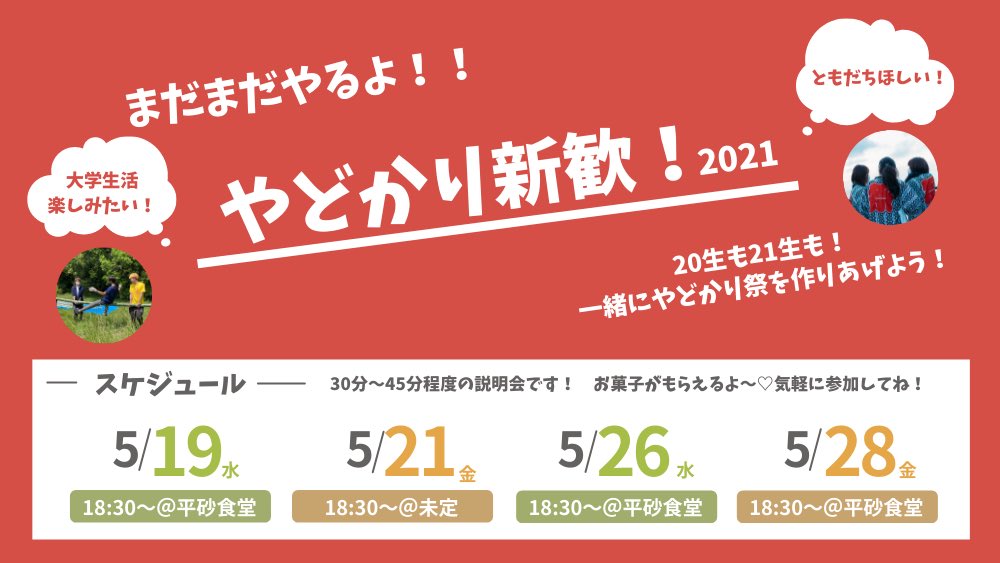 まだまだやるよ！！
ともだちほしい！
やどかり新歓！2021
大学生活
楽しみたい！
20生も21生も！
一緒にやどかり祭を作りあげよう！
スケジュール
30分～45分程度の説明会です！　お菓子がもらえるよ～♡気軽に参加してね！
5/19水
5/21金
5/26水
5/28金
18:30～@平砂食堂
18:30～@未定
18:30～@平砂食堂
18:30～@平砂食堂